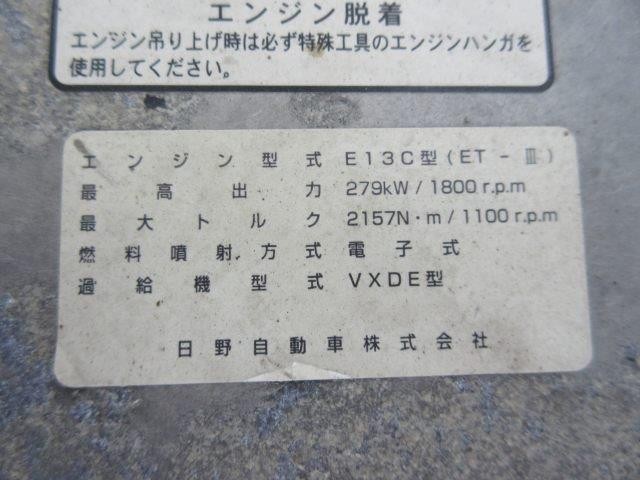 エンジン脱着
エンジン吊り上げ時は必ず特殊工具のエンジンハンガを
使用してください。
エンジン型式 E13C型(ET-Ⅲ)
最高出力 279kW/1800r.p.m
最大トルク 2157N・m/1100r.p.m
燃料噴射方式 電子式
過給機型式 VXDE型
日野自動車株式会社